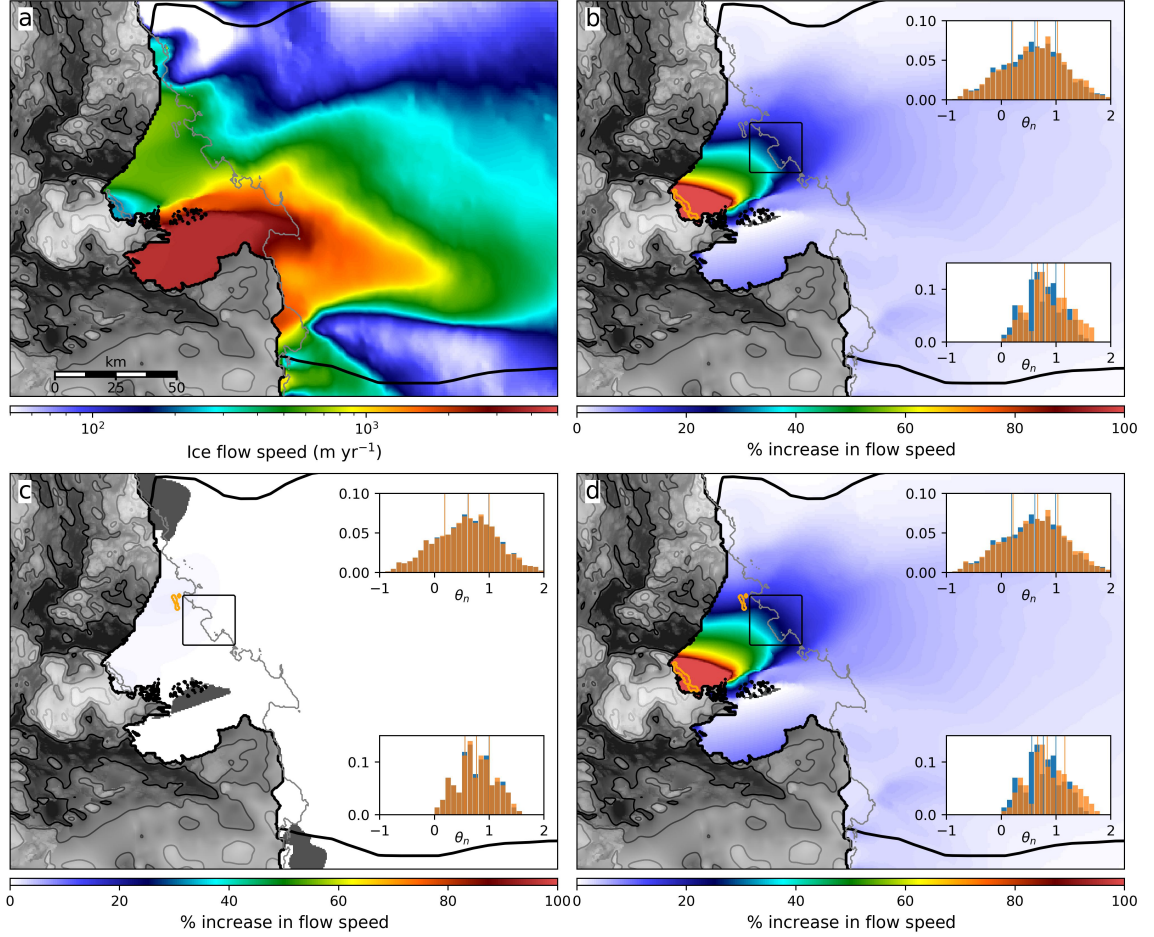 a
km
0 25 50
10² 10³
Ice flow speed (m yr⁻¹)
b
0.10
0.05
0.00
−1 0 1 2
θₙ
0.1
0.0
−1 0 1 2
θₙ
0 20 40 60 80 100
% increase in flow speed
c
0.10
0.05
0.00
−1 0 1 2
θₙ
0.1
0.0
−1 0 1 2
θₙ
0 20 40 60 80 100
% increase in flow speed
d
0.10
0.05
0.00
−1 0 1 2
θₙ
0.1
0.0
−1 0 1 2
θₙ
0 20 40 60 80 100
% increase in flow speed